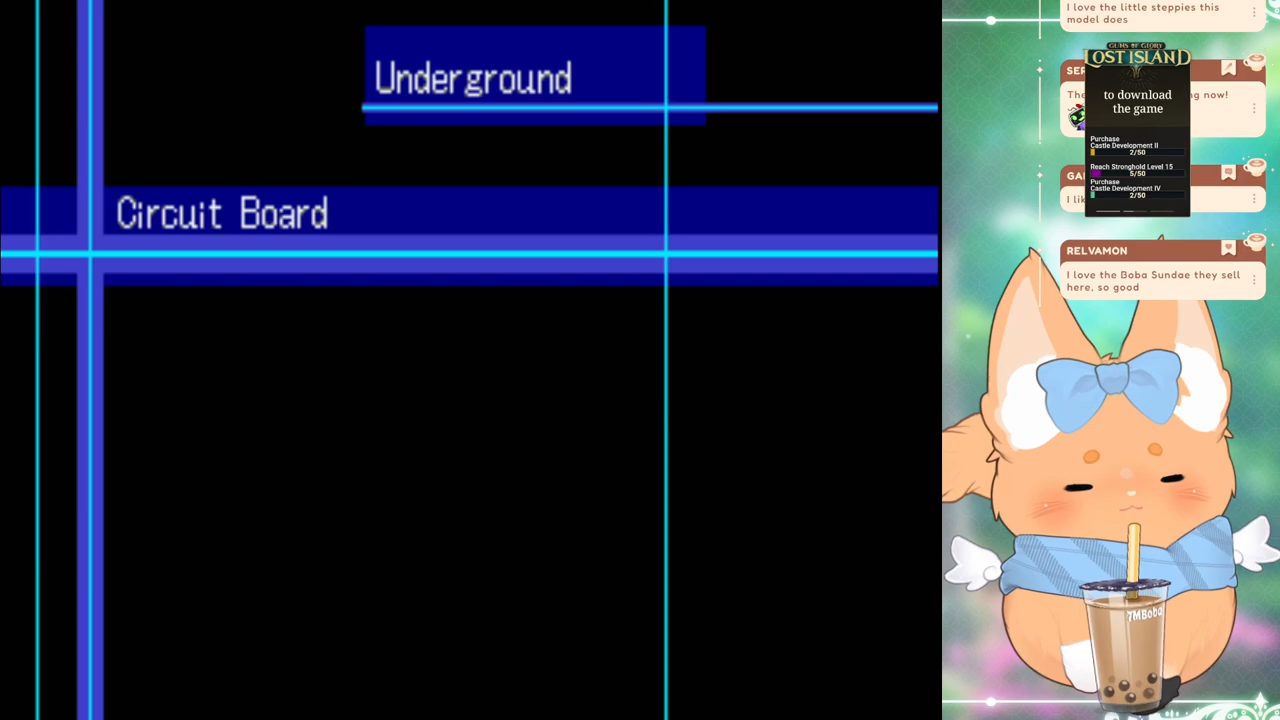 Underground
Circuit Board
I love the little steppies this
model does
SER
The
ng now!
GUNS OF GLORY
LOST ISLAND
to download
the game
Purchase
Castle Development II
2/50
Reach Stronghold Level 15
5/50
Purchase
Castle Development IV
2/50
GA
I lik
RELVAMON
I love the Boba Sundae they sell
here, so good
7MBoba